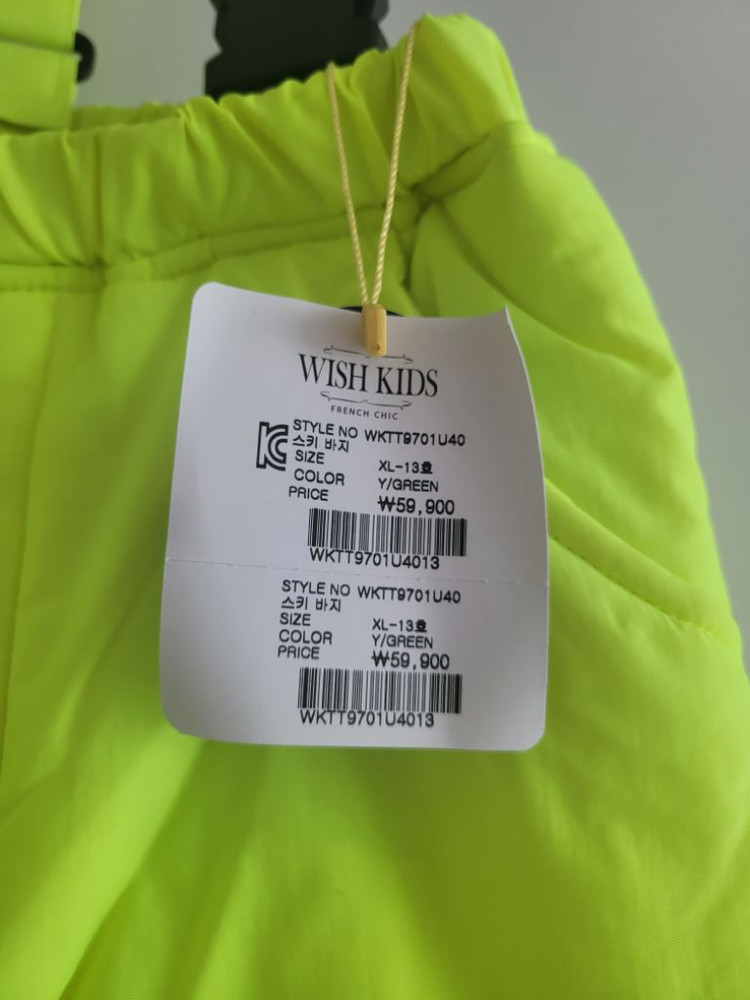 WISH KIDS
FRENCH CHIC
STYLE NO WKTT9701U40
스키 바지
SIZE XL-13호
COLOR Y/GREEN
PRICE ₩59,900
WKTT9701U4013
STYLE NO WKTT9701U40
스키 바지
SIZE XL-13호
COLOR Y/GREEN
PRICE ₩59,900
WKTT9701U4013